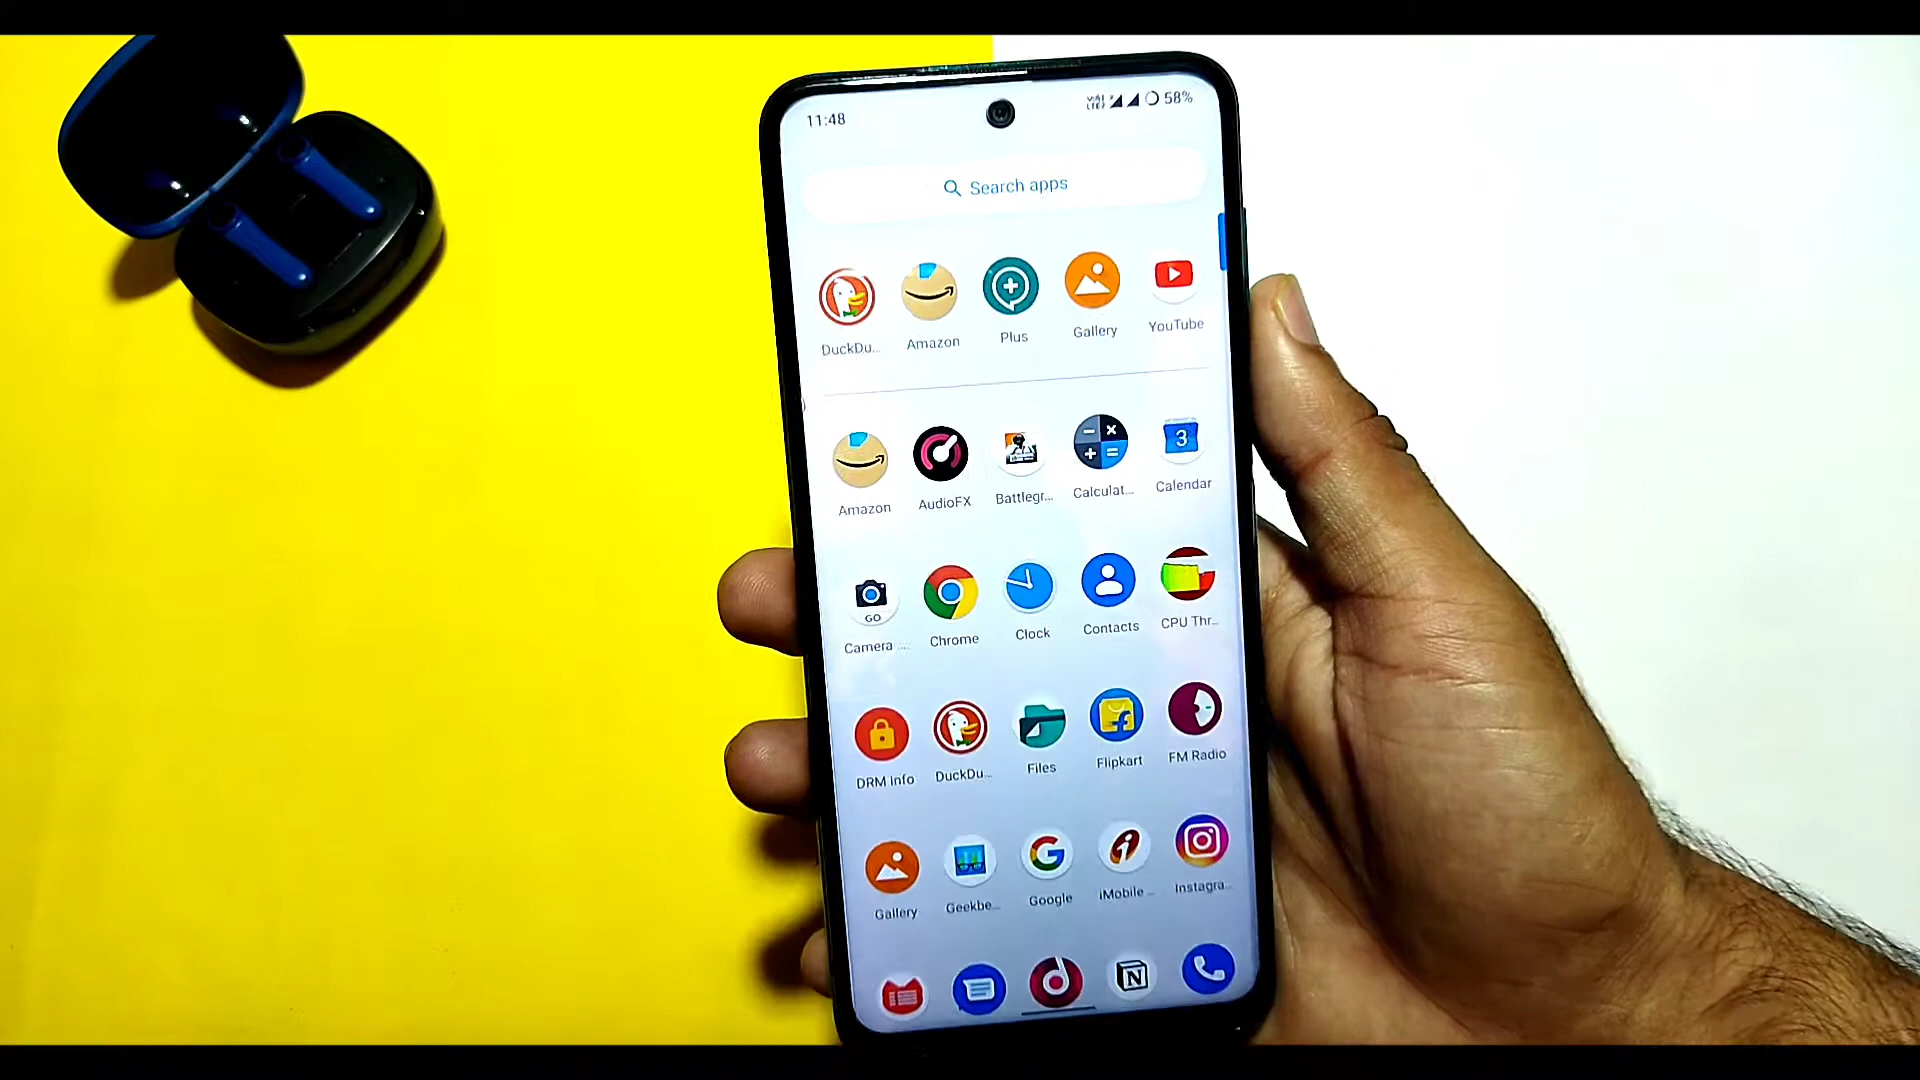 11:48
58%
Search apps
DuckDu... Amazon Plus Gallery YouTube
Amazon AudioFX Battlegr... Calculat... Calendar
3
GO
Camera ... Chrome Clock Contacts CPU Thr...
DRM info DuckDu... Files Flipkart FM Radio
Gallery Geekbe... Google iMobile ... Instagra...